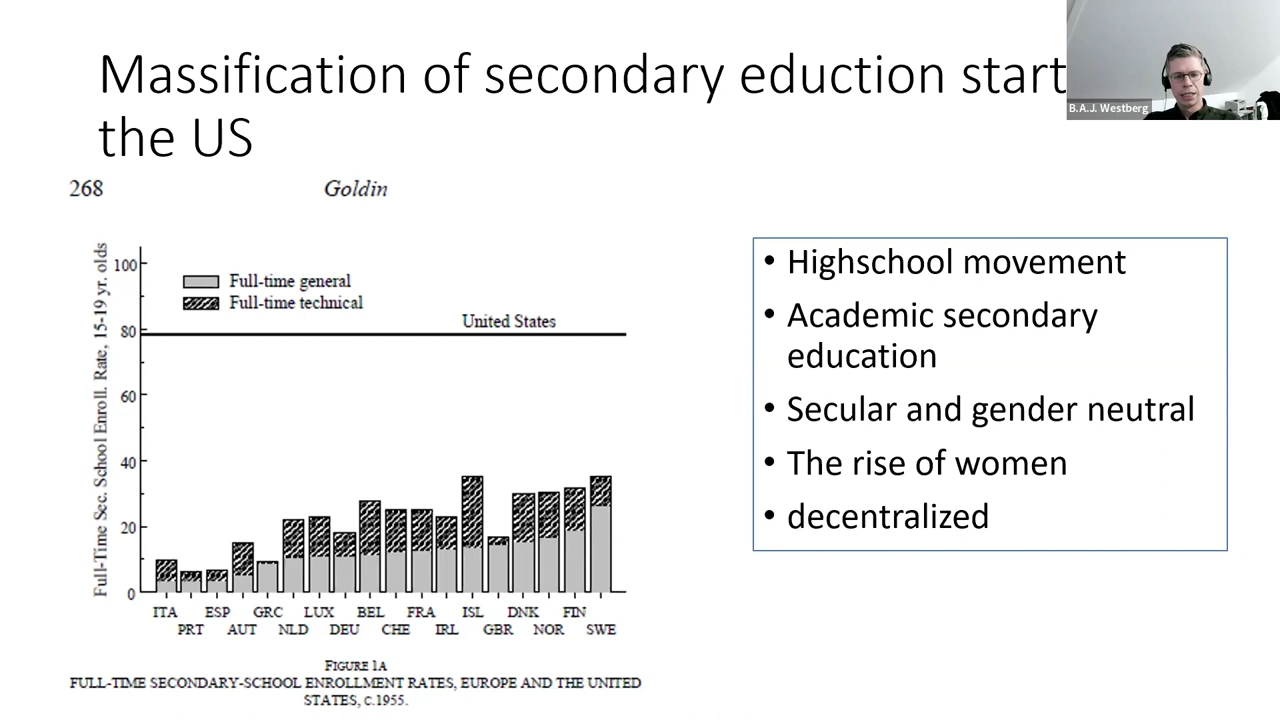 Massification of secondary eduction start
the US
B.A.J. Westberg
268
Goldin
Full-Time Sec. School Enroll. Rate, 15-19 yr. olds
100
80
60
40
20
0
Full-time general
Full-time technical
United States
ITA ESP GRC LUX BEL FRA ISL DNK FIN
PRT AUT NLD DEU CHE IRL GBR NOR SWE
FIGURE 1A
FULL-TIME SECONDARY-SCHOOL ENROLLMENT RATES, EUROPE AND THE UNITED
STATES, c.1955.
• Highschool movement
• Academic secondary
education
• Secular and gender neutral
• The rise of women
• decentralized